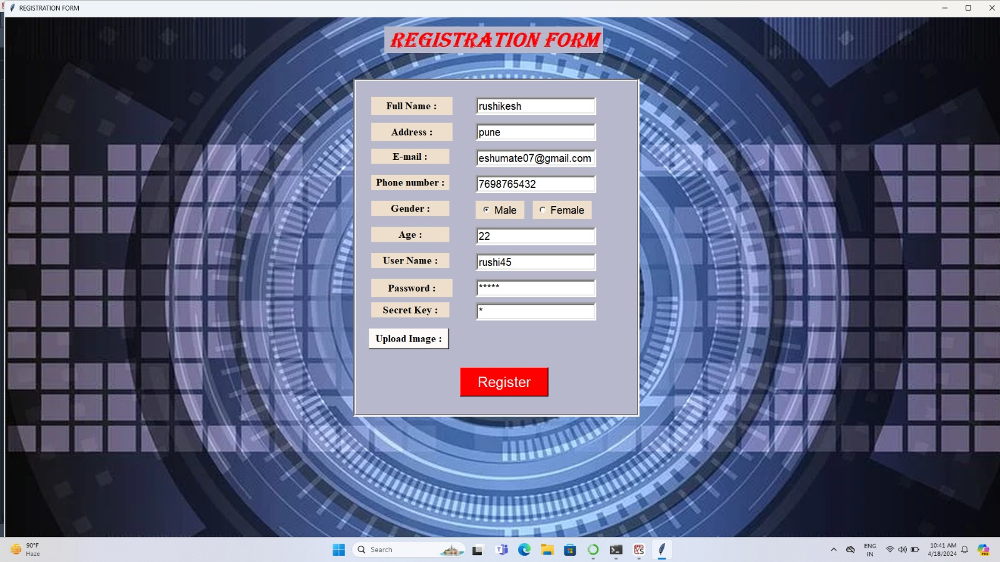 REGISTRATION FORM
REGISTRATION FORM
Full Name : rushikesh
Address : pune
E-mail : eshumate07@gmail.com
Phone number : 7698765432
Gender : Male Female
Age : 22
User Name : rushi45
Password : *****
Secret Key : *
Upload Image :
Register
90°F
Haze
Search
ENG
IN
10:41 AM
4/18/2024
PRE